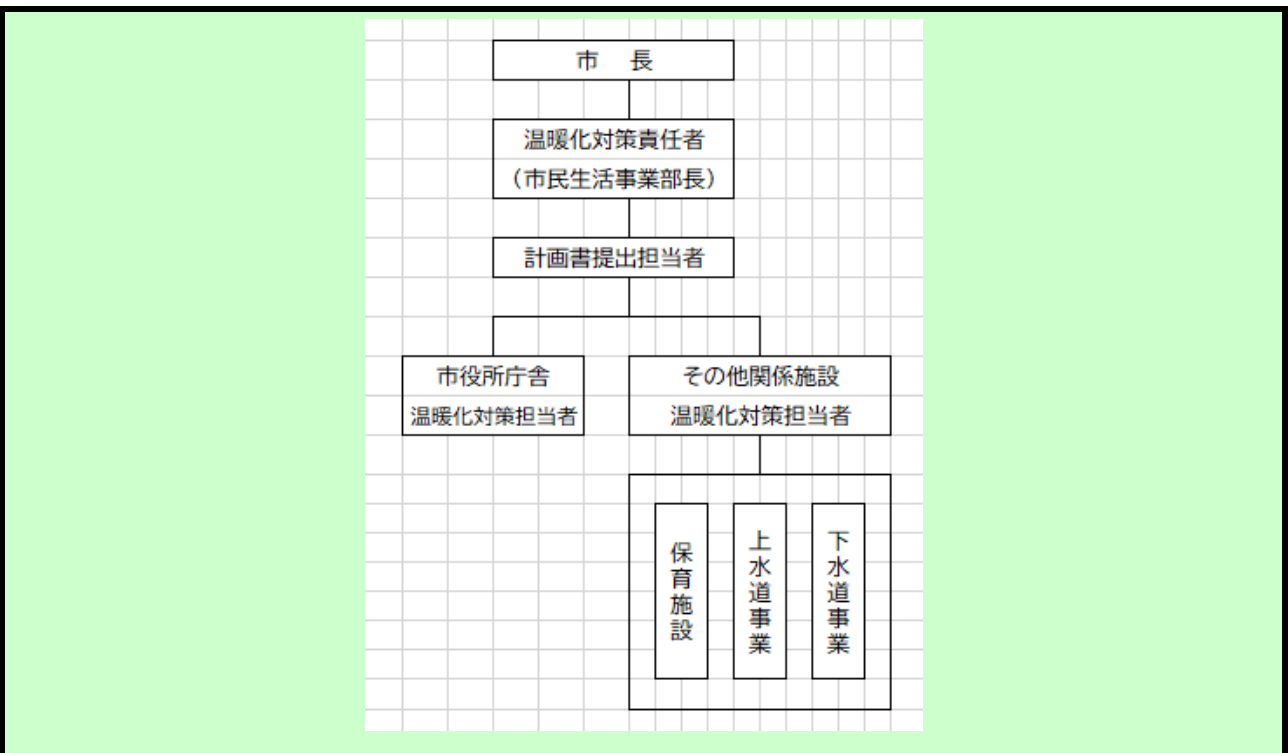 市　長
温暖化対策責任者
（市民生活事業部長）
計画書提出担当者
市役所庁舎
温暖化対策担当者
その他関係施設
温暖化対策担当者
保育施設
上水道事業
下水道事業